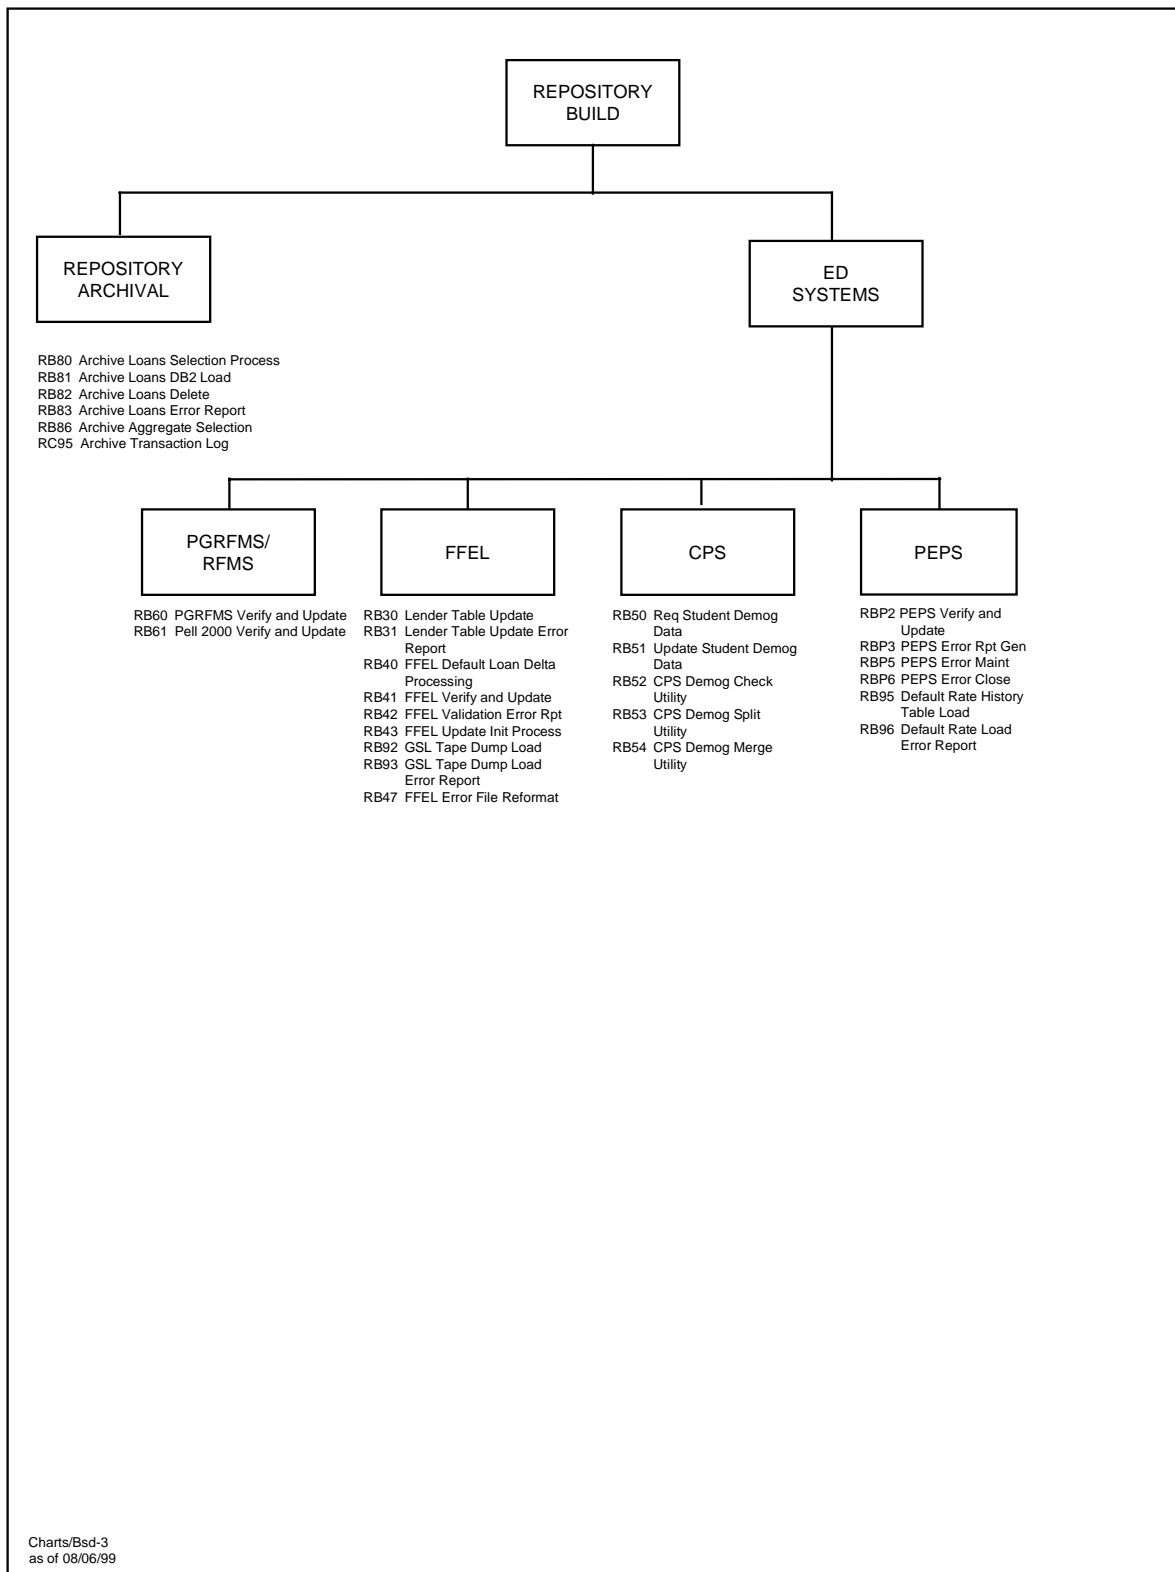 REPOSITORY
BUILD
REPOSITORY
ARCHIVAL
ED
SYSTEMS
RB80 Archive Loans Selection Process
RB81 Archive Loans DB2 Load
RB82 Archive Loans Delete
RB83 Archive Loans Error Report
RB86 Archive Aggregate Selection
RC95 Archive Transaction Log
PGRFMS/
RFMS
RB60 PGRFMS Verify and Update
RB61 Pell 2000 Verify and Update
FFEL
RB30 Lender Table Update
RB31 Lender Table Update Error
Report
RB40 FFEL Default Loan Delta
Processing
RB41 FFEL Verify and Update
RB42 FFEL Validation Error Rpt
RB43 FFEL Update Init Process
RB92 GSL Tape Dump Load
RB93 GSL Tape Dump Load
Error Report
RB47 FFEL Error File Reformat
CPS
RB50 Req Student Demog
Data
RB51 Update Student Demog
Data
RB52 CPS Demog Check
Utility
RB53 CPS Demog Split
Utility
RB54 CPS Demog Merge
Utility
PEPS
RBP2 PEPS Verify and
Update
RBP3 PEPS Error Rpt Gen
RBP5 PEPS Error Maint
RBP6 PEPS Error Close
RB95 Default Rate History
Table Load
RB96 Default Rate Load
Error Report
Charts/Bsd-3
as of 08/06/99